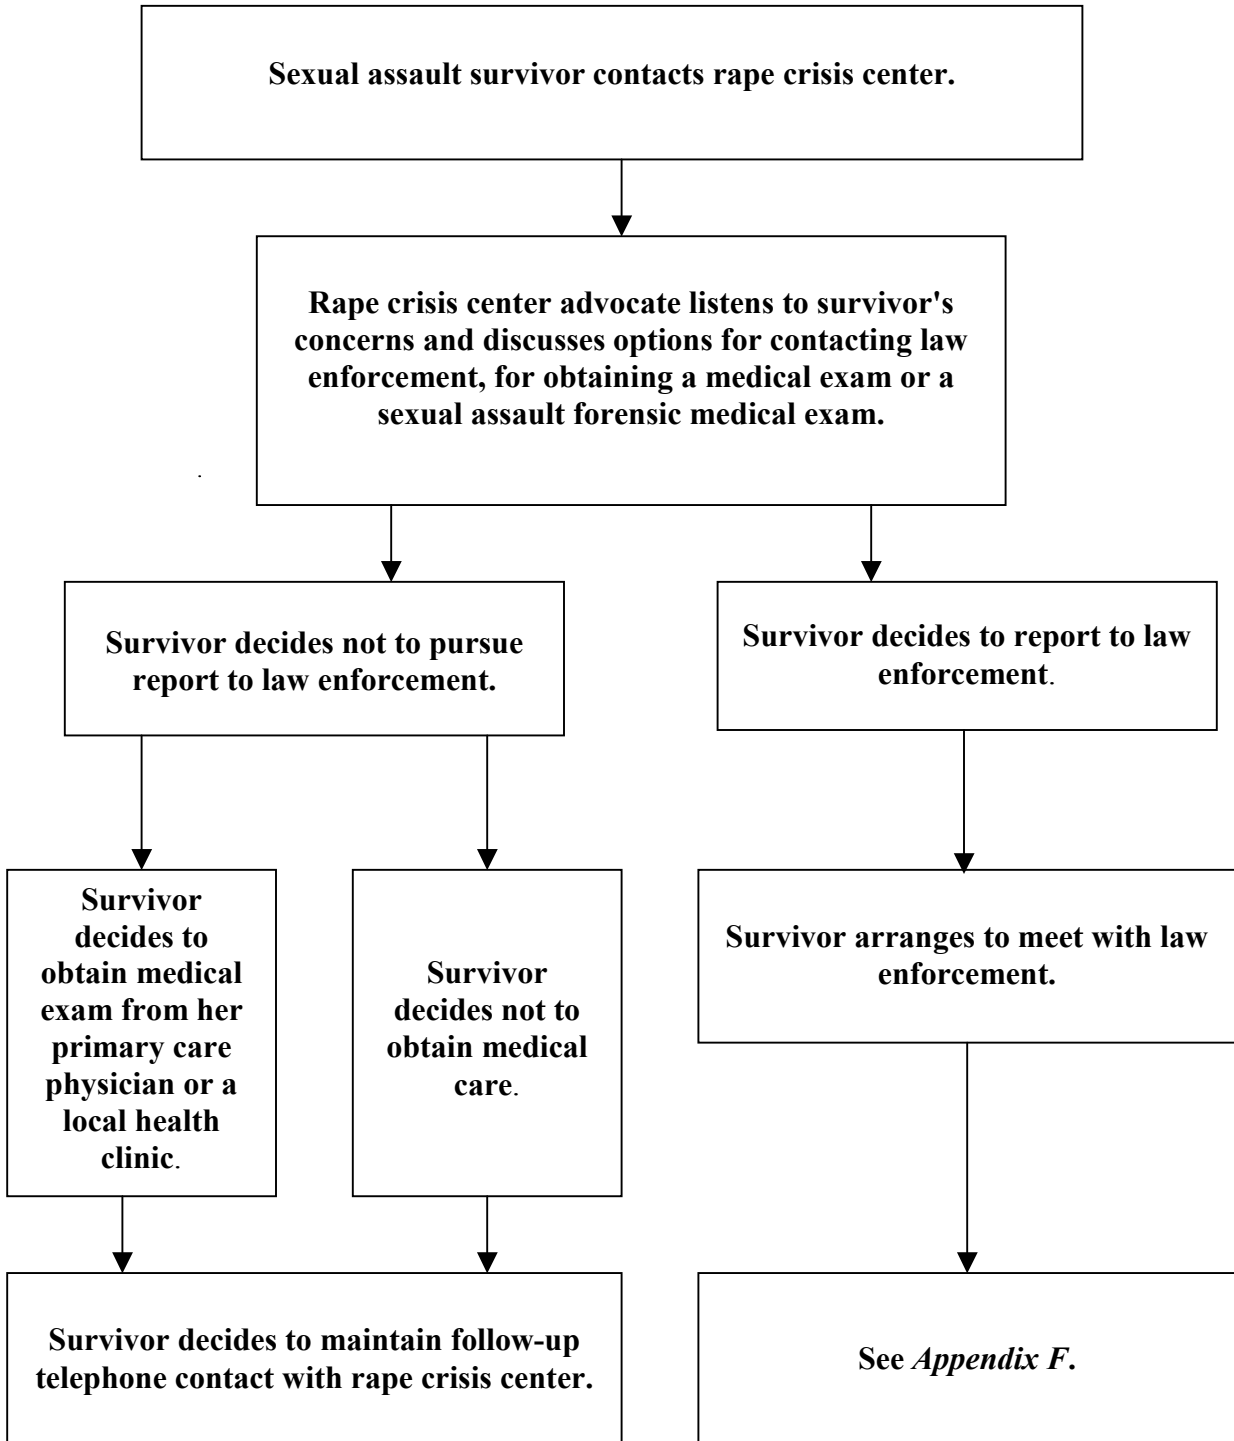 Sexual assault survivor contacts rape crisis center.
Rape crisis center advocate listens to survivor's
concerns and discusses options for contacting law
enforcement, for obtaining a medical exam or a
sexual assault forensic medical exam.
.
Survivor decides not to pursue
report to law enforcement.
Survivor decides to report to law
enforcement.
Survivor
decides to
obtain medical
exam from her
primary care
physician or a
local health
clinic.
Survivor
decides not to
obtain medical
care.
Survivor arranges to meet with law
enforcement.
Survivor decides to maintain follow-up
telephone contact with rape crisis center.
See Appendix F.